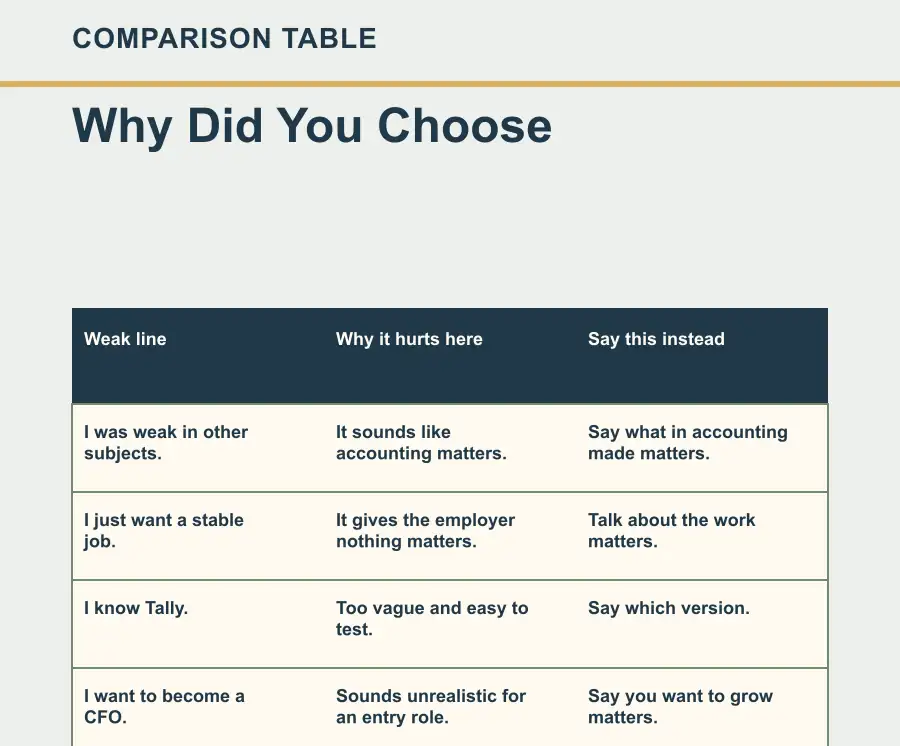 COMPARISON TABLE
Why Did You Choose
Weak line
Why it hurts here
Say this instead
I was weak in other
subjects.
It sounds like
accounting matters.
Say what in accounting
made matters.
I just want a stable
job.
It gives the employer
nothing matters.
Talk about the work
matters.
I know Tally.
Too vague and easy to
test.
Say which version.
I want to become a
CFO.
Sounds unrealistic for
an entry role.
Say you want to grow
matters.